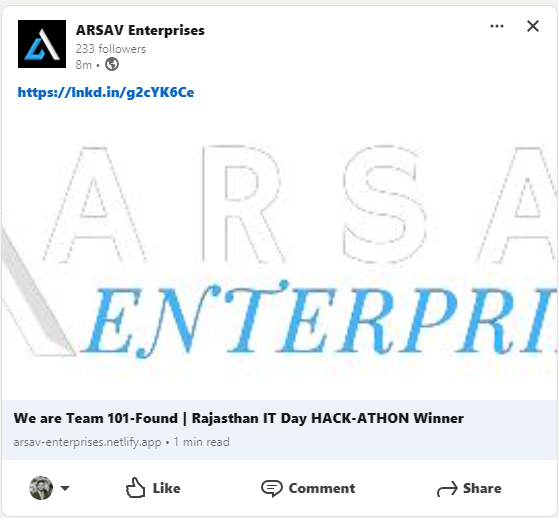 ARSAV Enterprises
233 followers
8m •
https://lnkd.in/g2cYK6Ce
ARSA
ENTERPRI
We are Team 101-Found | Rajasthan IT Day HACK-ATHON Winner
arsav-enterprises.netlify.app • 1 min read
Like Comment Share